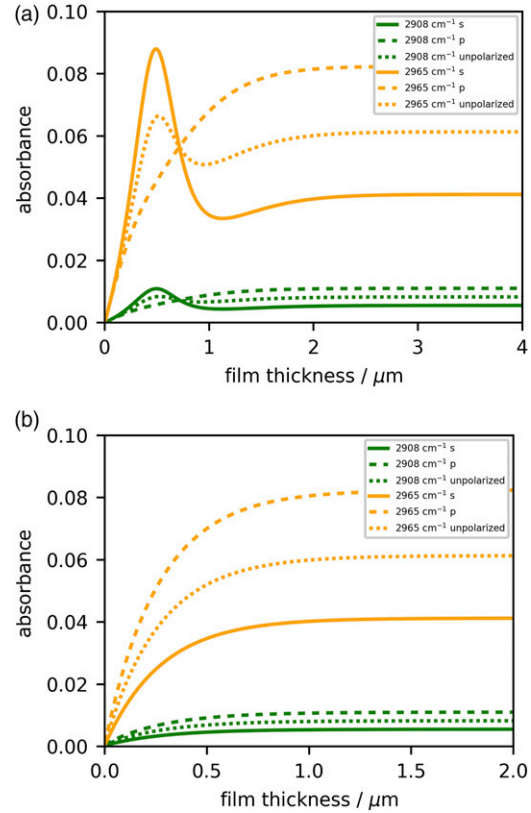 (a)
0.10
0.08
0.06
0.04
0.02
0.00
absorbance
2908 cm⁻¹ s
2908 cm⁻¹ p
2908 cm⁻¹ unpolarized
2965 cm⁻¹ s
2965 cm⁻¹ p
2965 cm⁻¹ unpolarized
0 1 2 3 4
film thickness / μm
(b)
0.10
0.08
0.06
0.04
0.02
0.00
absorbance
2908 cm⁻¹ s
2908 cm⁻¹ p
2908 cm⁻¹ unpolarized
2965 cm⁻¹ s
2965 cm⁻¹ p
2965 cm⁻¹ unpolarized
0.0 0.5 1.0 1.5 2.0
film thickness / μm